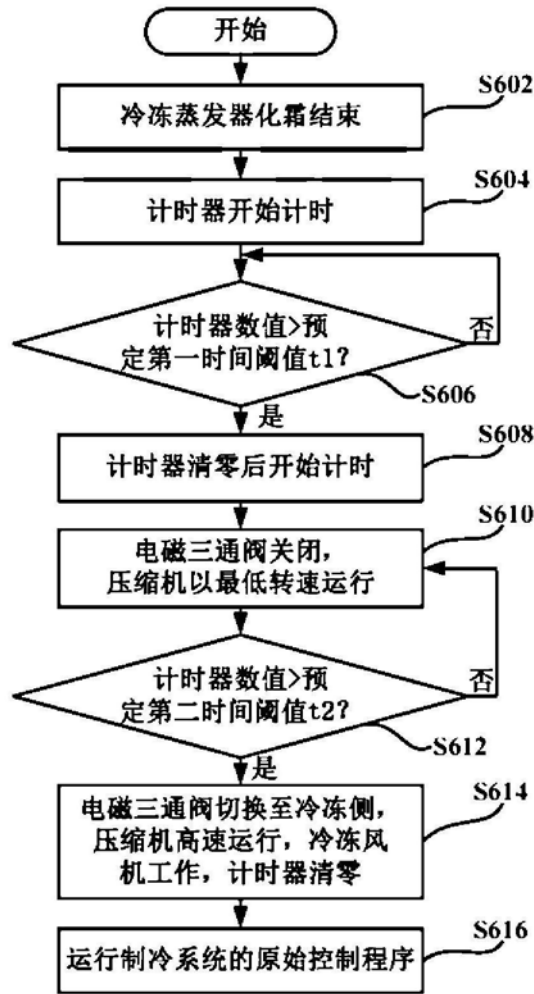 开始
S602
冷冻蒸发器化霜结束
S604
计时器开始计时
计时器数值>预
定第一时间阈值t1?
否
S606
是
S608
计时器清零后开始计时
S610
电磁三通阀关闭，
压缩机以最低转速运行
计时器数值>预
定第二时间阈值t2?
否
S612
是
S614
电磁三通阀切换至冷冻侧，
压缩机高速运行，冷冻风
机工作，计时器清零
S616
运行制冷系统的原始控制程序